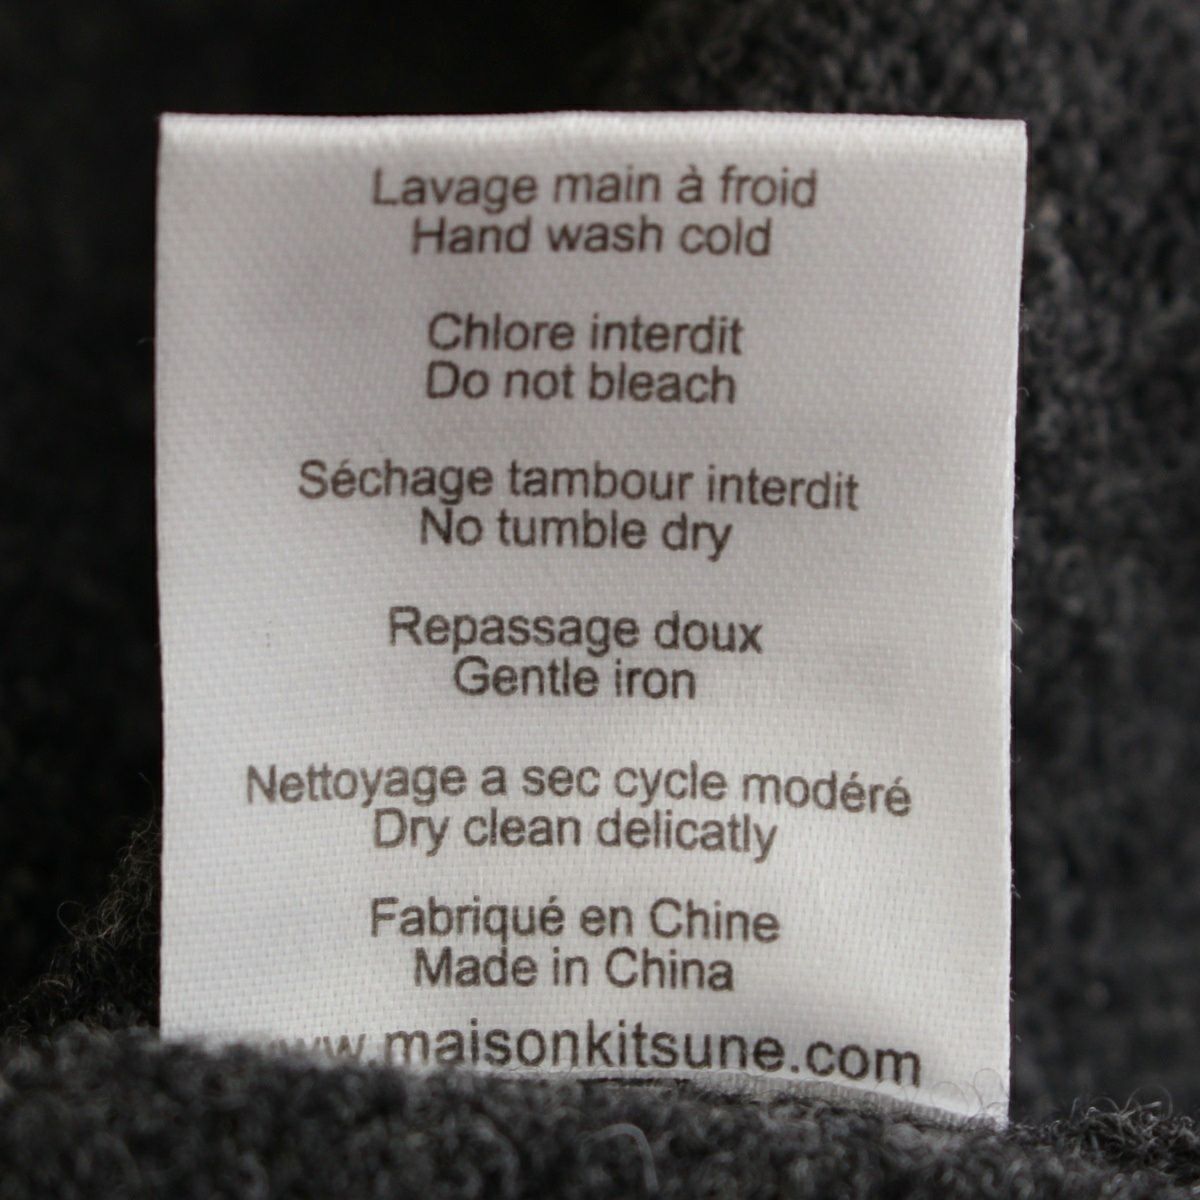 Lavage main à froid
Hand wash cold
Chlore interdit
Do not bleach
Séchage tambour interdit
No tumble dry
Repassage doux
Gentle iron
Nettoyage a sec cycle modéré
Dry clean delicatly
Fabriqué en Chine
Made in China
www.maisonkitsune.com